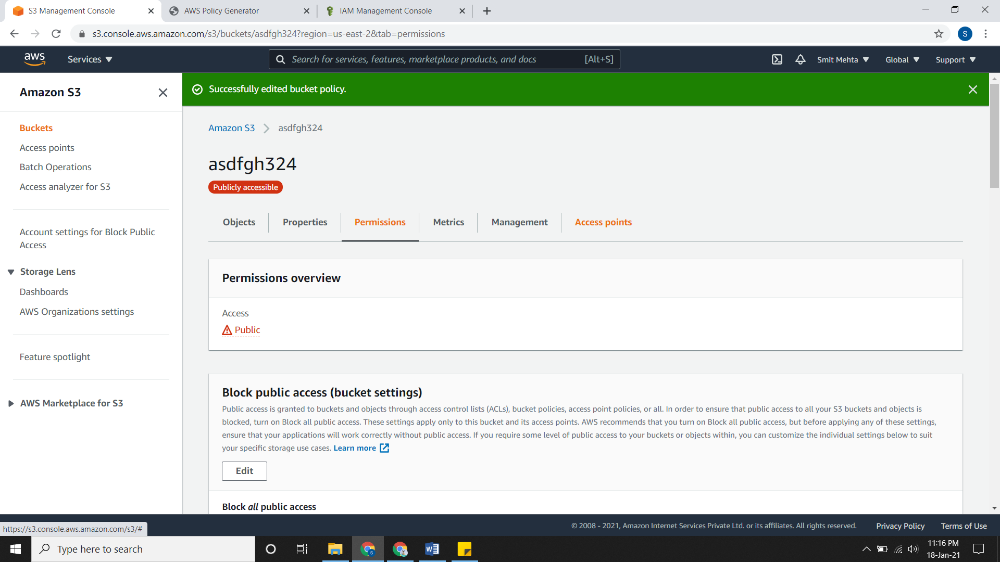 S3 Management Console
AWS Policy Generator
IAM Management Console
s3.console.aws.amazon.com/s3/buckets/asdfgh324?region=us-east-2&tab=permissions
S
aws
Services
Search for services, features, marketplace products, and docs
[Alt+S]
Smit Mehta
Global
Support
Amazon S3
Buckets
Access points
Batch Operations
Access analyzer for S3
Account settings for Block Public
Access
Storage Lens
Dashboards
AWS Organizations settings
Feature spotlight
AWS Marketplace for S3
Successfully edited bucket policy.
Amazon S3
asdfgh324
asdfgh324
Publicly accessible
Objects
Properties
Permissions
Metrics
Management
Access points
Permissions overview
Access
Public
Block public access (bucket settings)
Public access is granted to buckets and objects through access control lists (ACLs), bucket policies, access point policies, or all. In order to ensure that public access to all your S3 buckets and objects is
blocked, turn on Block all public access. These settings apply only to this bucket and its access points. AWS recommends that you turn on Block all public access, but before applying any of these settings,
ensure that your applications will work correctly without public access. If you require some level of public access to your buckets or objects within, you can customize the individual settings below to suit
your specific storage use cases. Learn more
Edit
Block all public access
https://s3.console.aws.amazon.com/s3/#
© 2008 - 2021, Amazon Internet Services Private Ltd. or its affiliates. All rights reserved.
Privacy Policy
Terms of Use
Type here to search
11:16 PM
18-Jan-21